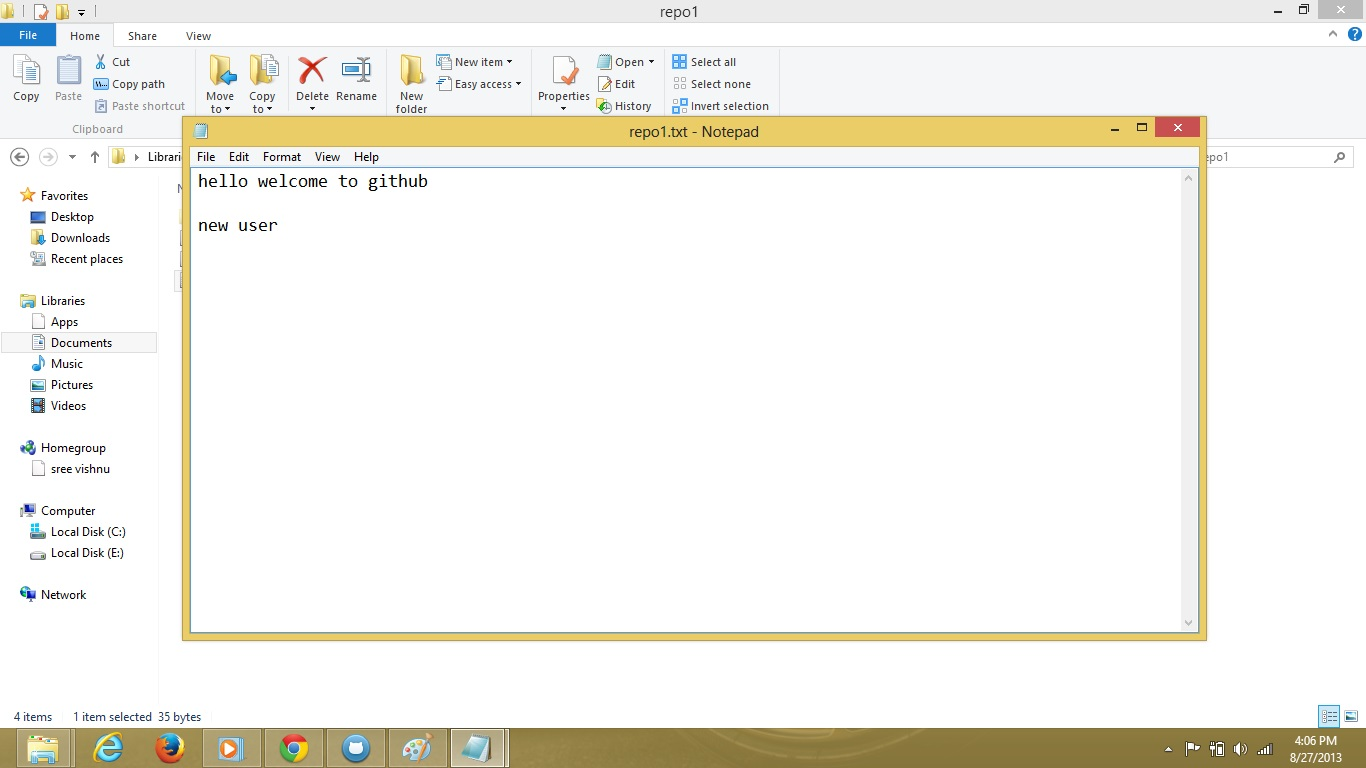 repo1
File
Home
Share
View
Copy
Paste
Cut
Copy path
Paste shortcut
Clipboard
Move to
Copy to
Delete
Rename
New folder
New item
Easy access
Properties
Open
Edit
History
Select all
Select none
Invert selection
repo1.txt - Notepad
File Edit Format View Help
hello welcome to github
new user
Favorites
Desktop
Downloads
Recent places
Libraries
Apps
Documents
Music
Pictures
Videos
Homegroup
sree vishnu
Computer
Local Disk (C:)
Local Disk (E:)
Network
4 items 1 item selected 35 bytes
4:06 PM
8/27/2013